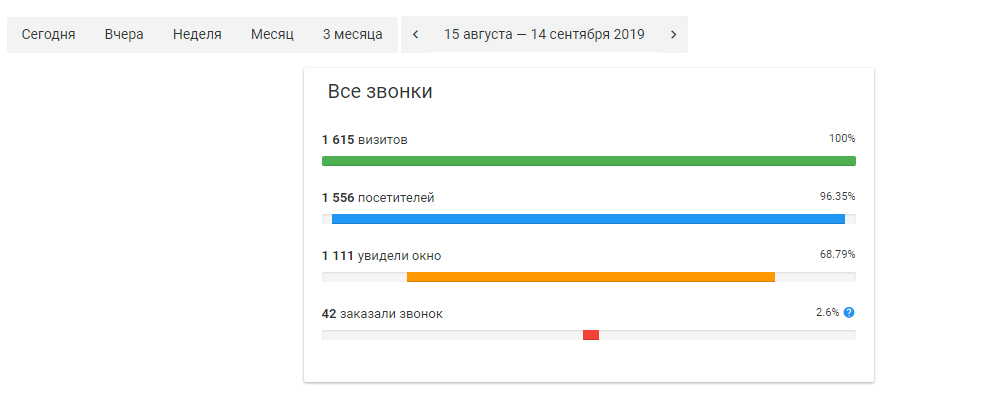 Сегодня Вчера Неделя Месяц 3 месяца 15 августа — 14 сентября 2019
Все звонки
1 615 визитов 100%
1 556 посетителей 96.35%
1 111 увидели окно 68.79%
42 заказали звонок 2.6% ?